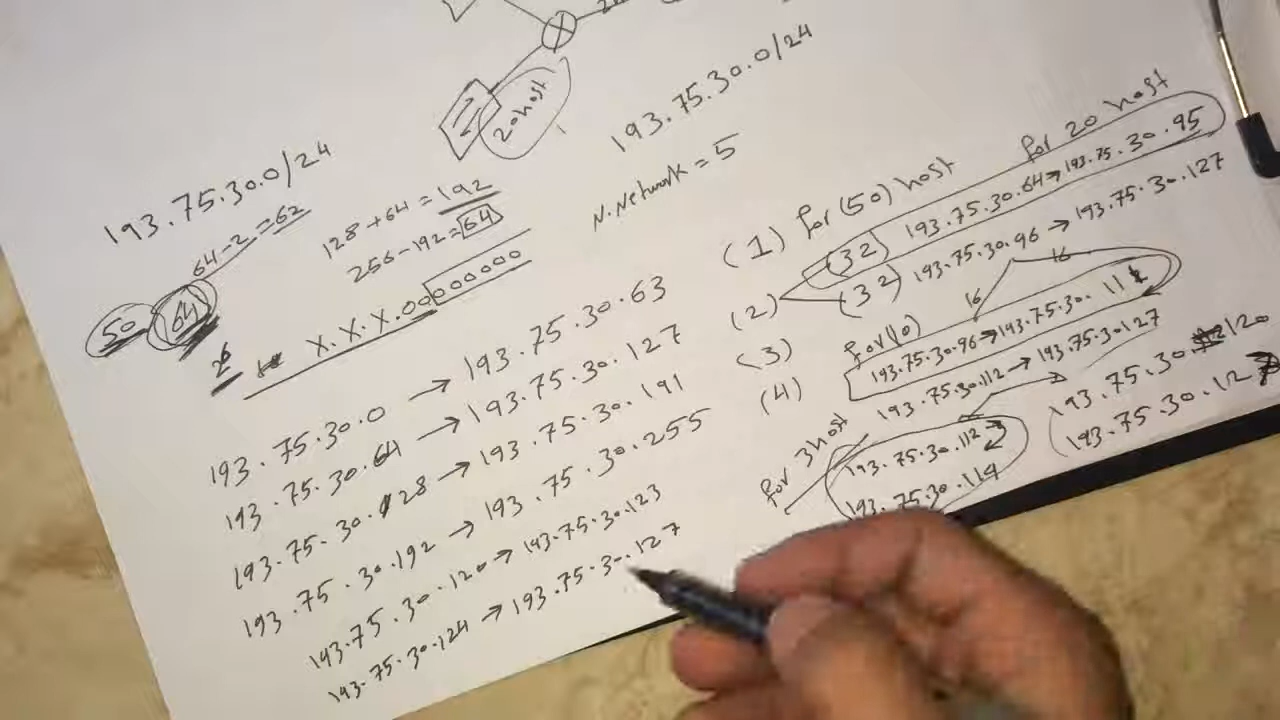 20 host
193.75.30.0/24
N.Network = 5
193.75.30.0/24
64-2=62
50 64
128+64=192
256-192=64
X.X.X.00000000
193.75.30.0 → 193.75.30.63
193.75.30.64 → 193.75.30.127
193.75.30.128 → 193.75.30.191
193.75.30.192 → 193.75.30.255
193.75.30.120 → 193.75.30.123
193.75.30.124 → 193.75.30.127
(1) for (50) host
for 20 host
(2) (32) 193.75.30.64 → 193.75.30.95
(32) 193.75.30.96 → 193.75.30.127
16 16
(3) for(10)
193.75.30.96 → 193.75.30.111
(4) 193.75.30.112 → 193.75.30.127
for 3 host
193.75.30.112
193.75.30.119
193.75.30.120
193.75.30.127